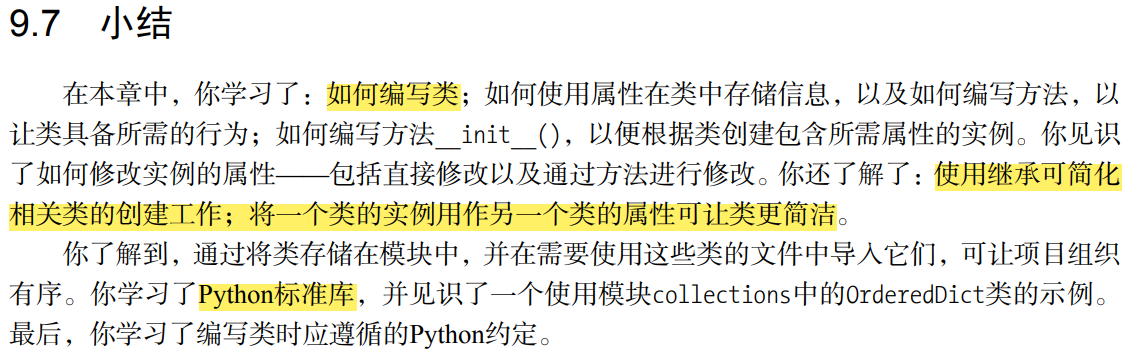 9.7 小结
在本章中，你学习了：如何编写类；如何使用属性在类中存储信息，以及如何编写方法，以
让类具备所需的行为；如何编写方法__init__()，以便根据类创建包含所需属性的实例。你见识
了如何修改实例的属性——包括直接修改以及通过方法进行修改。你还了解了：使用继承可简化
相关类的创建工作；将一个类的实例用作另一个类的属性可让类更简洁。
你了解到，通过将类存储在模块中，并在需要使用这些类的文件中导入它们，可让项目组织
有序。你学习了Python标准库，并见识了一个使用模块collections中的OrderedDict类的示例。
最后，你学习了编写类时应遵循的Python约定。